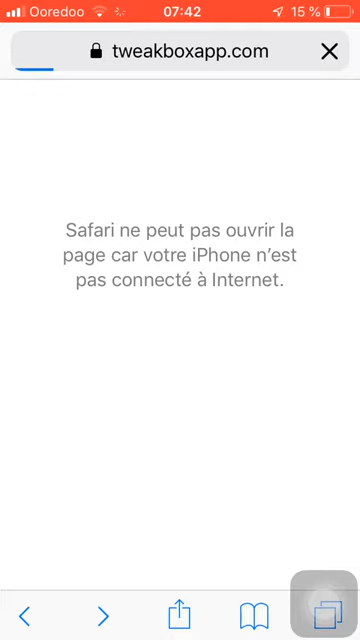 Ooredoo 07:42 15 %
tweakboxapp.com
Safari ne peut pas ouvrir la
page car votre iPhone n’est
pas connecté à Internet.